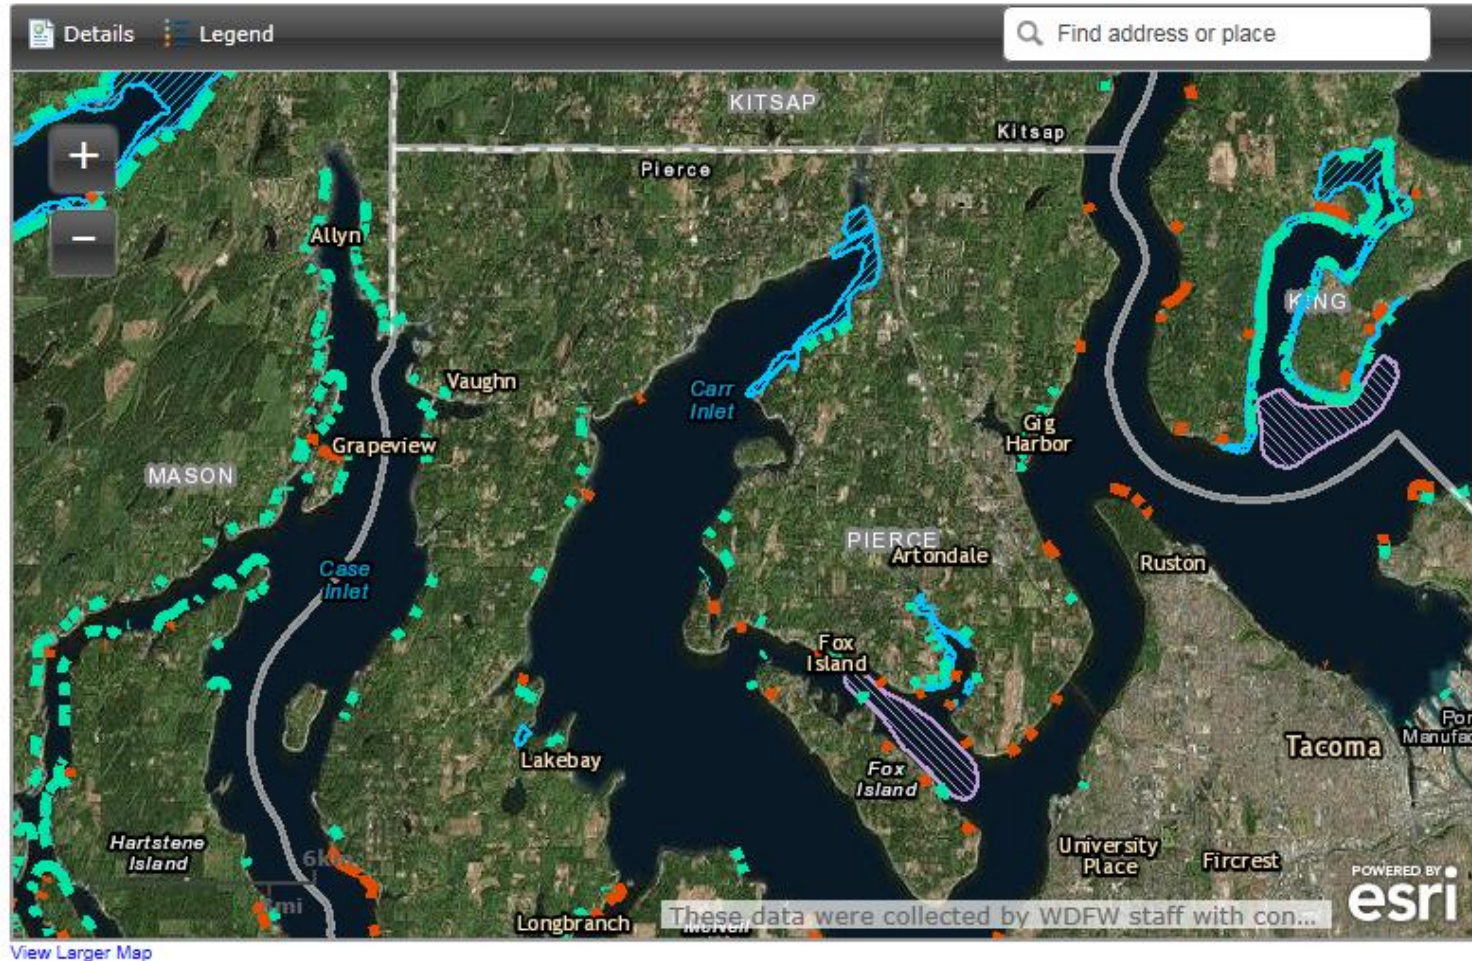 Details
Legend
Find address or place
KITSAP
Kitsap
Pierce
+
−
Allyn
KING
Vaughn
Carr
Inlet
Gig
Harbor
Grapeview
MASON
PIERCE
Artondale
Ruston
Case
Inlet
Fox
Island
Tacoma
Lakebay
Fox
Island
Hartstene
Island
University
Place
Fircrest
POWERED BY
esri
These data were collected by WDFW staff with con...
Longbranch
View Larger Map